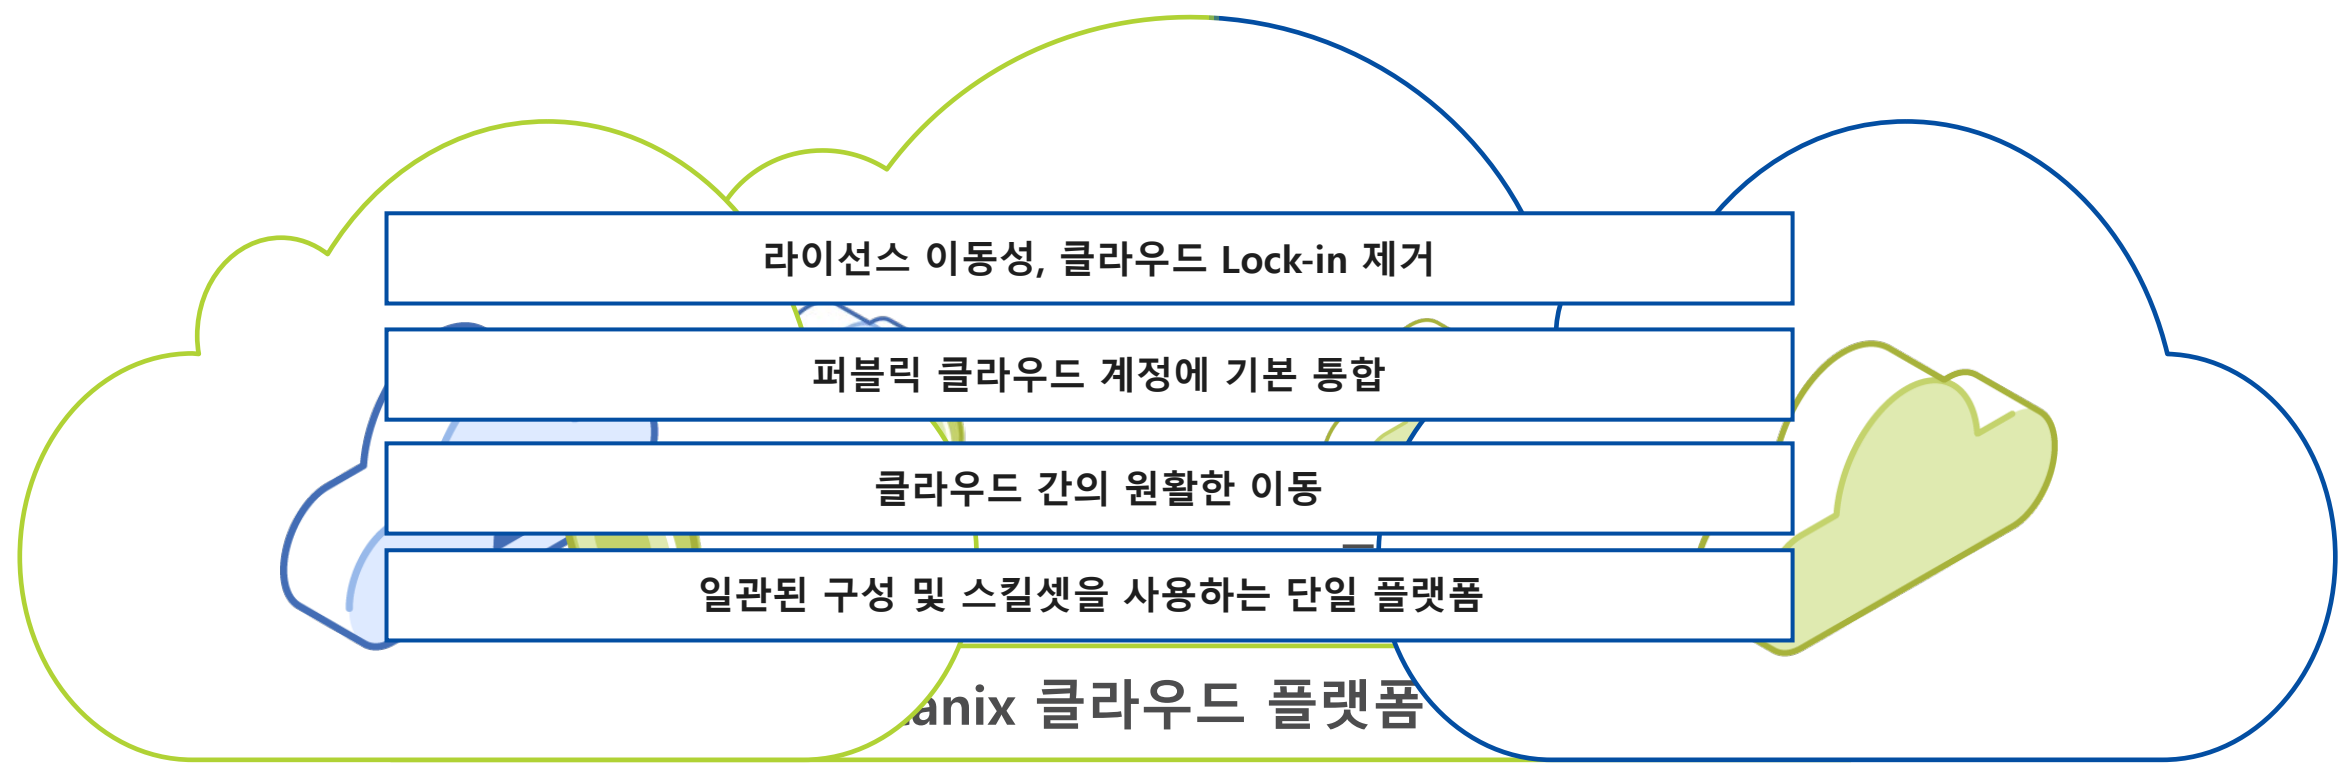 라이선스 이동성, 클라우드 Lock-in 제거
퍼블릭 클라우드 계정에 기본 통합
클라우드 간의 원활한 이동
일관된 구성 및 스킬셋을 사용하는 단일 플랫폼
anix 클라우드 플랫폼